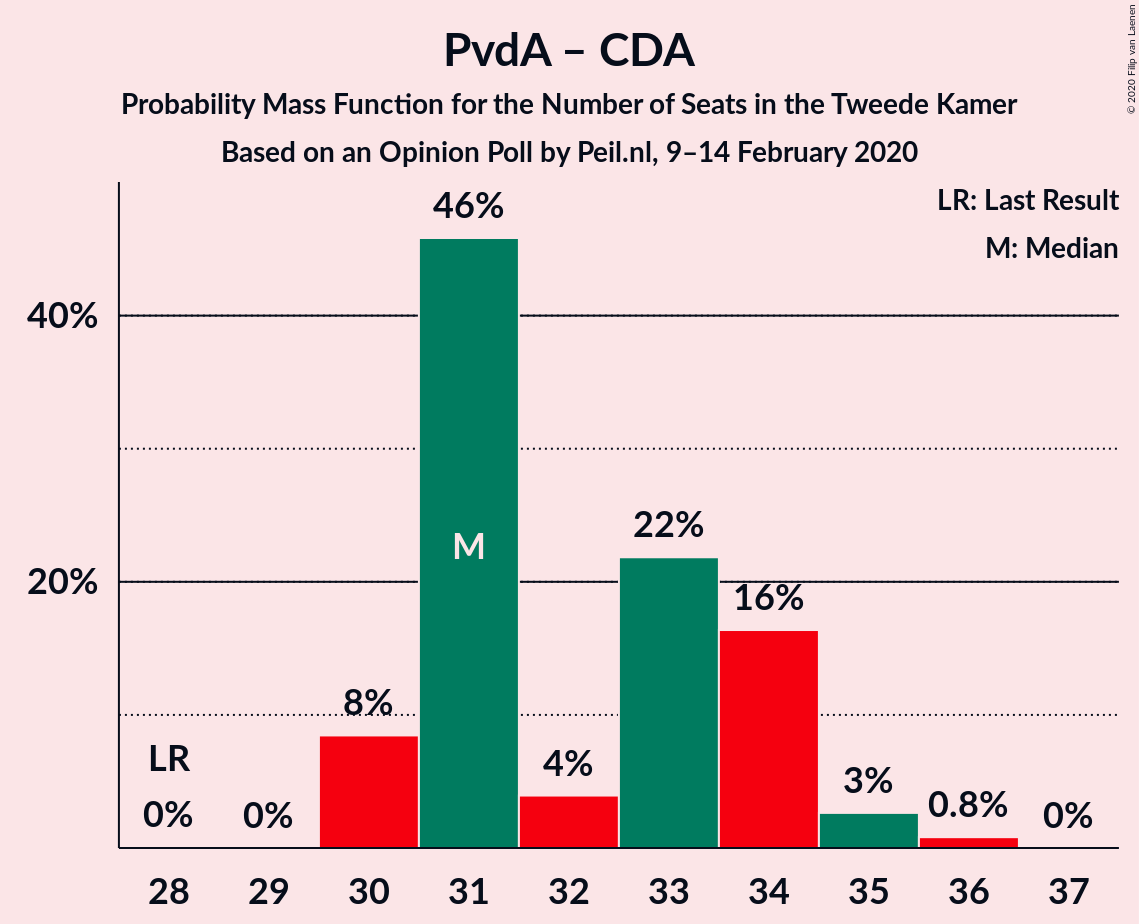 PvdA – CDA
Probability Mass Function for the Number of Seats in the Tweede Kamer
Based on an Opinion Poll by Peil.nl, 9–14 February 2020
© 2020 Filip van Laenen
LR: Last Result
M: Median
46%
40%
M
22%
20%
16%
8%
LR
4%
3%
0.8%
0%
0%
0%
28 29 30 31 32 33 34 35 36 37